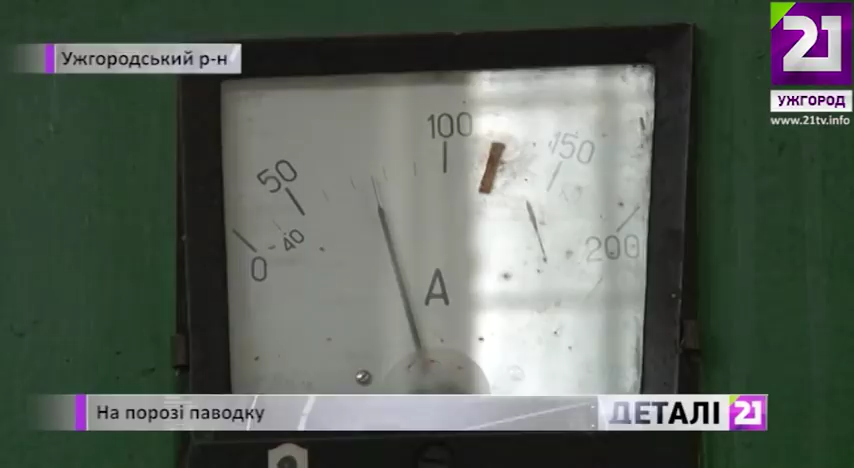 Ужгородський р-н
21
УЖГОРОД
www.21tv.info
0
40
50
100
150
200
A
На порозі паводку
ДЕТАЛІ 21